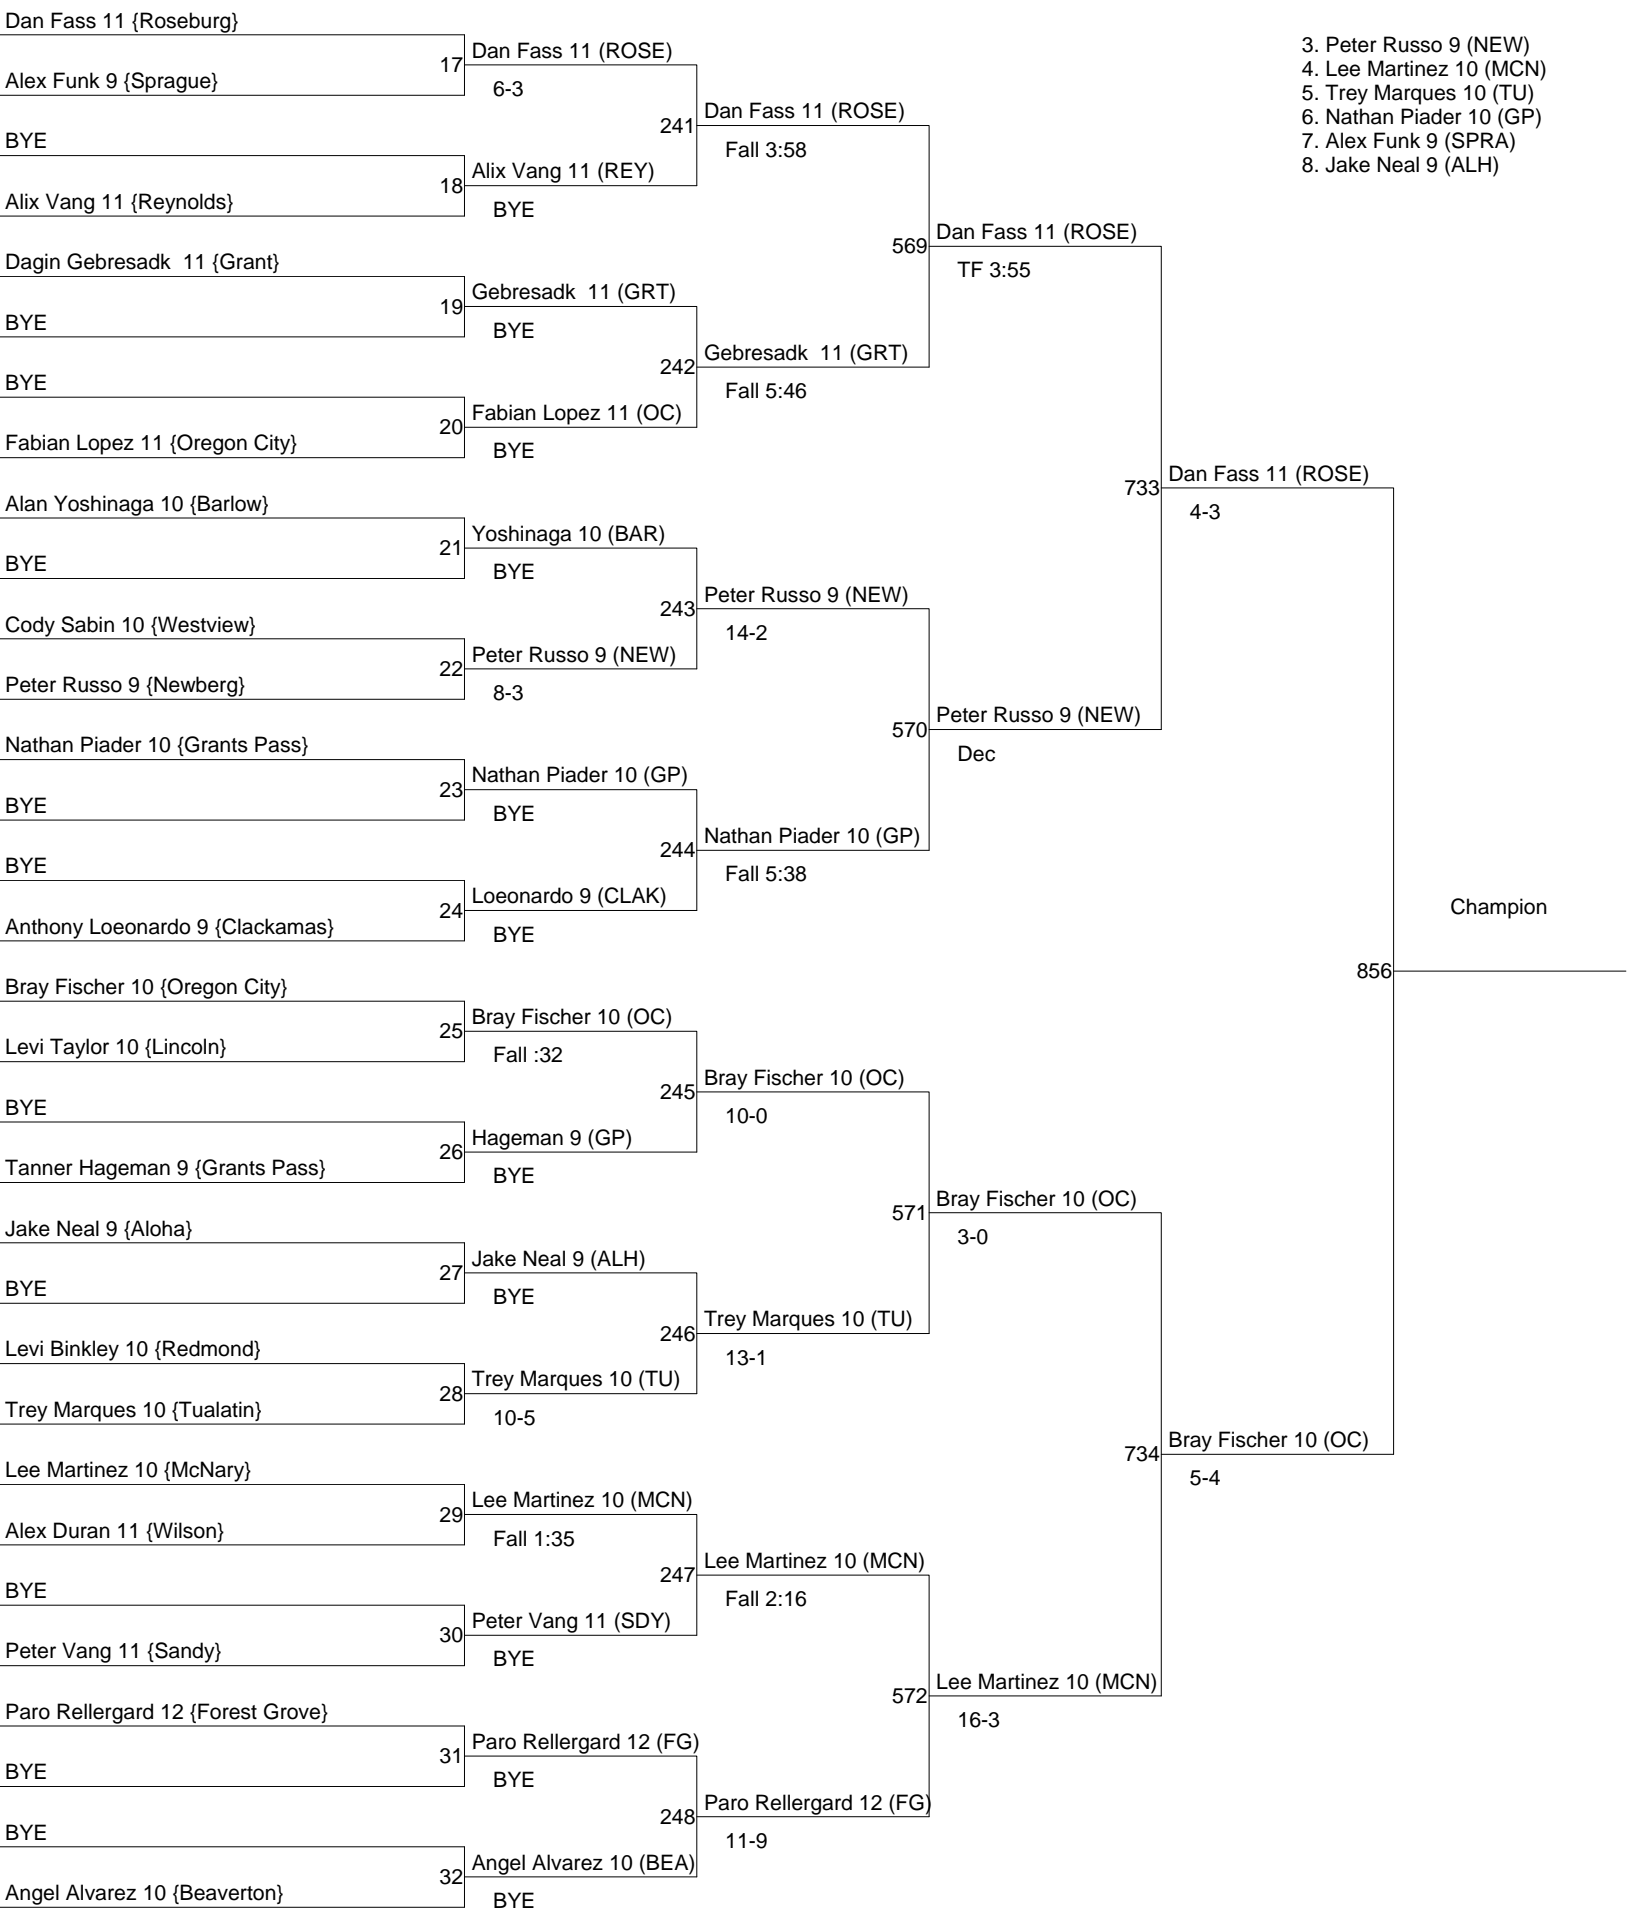 Dan Fass 11 {Roseburg}
Alex Funk 9 {Sprague}
BYE
Alix Vang 11 {Reynolds}
Dagin Gebresadk  11 {Grant}
BYE
BYE
Fabian Lopez 11 {Oregon City}
Alan Yoshinaga 10 {Barlow}
BYE
Cody Sabin 10 {Westview}
Peter Russo 9 {Newberg}
Nathan Piader 10 {Grants Pass}
BYE
BYE
Anthony Loeonardo 9 {Clackamas}
Bray Fischer 10 {Oregon City}
Levi Taylor 10 {Lincoln}
BYE
Tanner Hageman 9 {Grants Pass}
Jake Neal 9 {Aloha}
BYE
Levi Binkley 10 {Redmond}
Trey Marques 10 {Tualatin}
Lee Martinez 10 {McNary}
Alex Duran 11 {Wilson}
BYE
Peter Vang 11 {Sandy}
Paro Rellergard 12 {Forest Grove}
BYE
BYE
Angel Alvarez 10 {Beaverton}
17
Dan Fass 11 (ROSE)
6-3
18
Alix Vang 11 (REY)
BYE
19
Gebresadk  11 (GRT)
BYE
20
Fabian Lopez 11 (OC)
BYE
21
Yoshinaga 10 (BAR)
BYE
22
Peter Russo 9 (NEW)
8-3
23
Nathan Piader 10 (GP)
BYE
24
Loeonardo 9 (CLAK)
BYE
25
Bray Fischer 10 (OC)
Fall :32
26
Hageman 9 (GP)
BYE
27
Jake Neal 9 (ALH)
BYE
28
Trey Marques 10 (TU)
10-5
29
Lee Martinez 10 (MCN)
Fall 1:35
30
Peter Vang 11 (SDY)
BYE
31
Paro Rellergard 12 (FG)
BYE
32
Angel Alvarez 10 (BEA)
BYE
241
Dan Fass 11 (ROSE)
Fall 3:58
242
Gebresadk  11 (GRT)
Fall 5:46
243
Peter Russo 9 (NEW)
14-2
244
Nathan Piader 10 (GP)
Fall 5:38
245
Bray Fischer 10 (OC)
10-0
246
Trey Marques 10 (TU)
13-1
247
Lee Martinez 10 (MCN)
Fall 2:16
248
Paro Rellergard 12 (FG)
11-9
569
Dan Fass 11 (ROSE)
TF 3:55
570
Peter Russo 9 (NEW)
Dec
571
Bray Fischer 10 (OC)
3-0
572
Lee Martinez 10 (MCN)
16-3
733
Dan Fass 11 (ROSE)
4-3
734
Bray Fischer 10 (OC)
5-4
856
Champion
3. Peter Russo 9 (NEW)
4. Lee Martinez 10 (MCN)
5. Trey Marques 10 (TU)
6. Nathan Piader 10 (GP)
7. Alex Funk 9 (SPRA)
8. Jake Neal 9 (ALH)